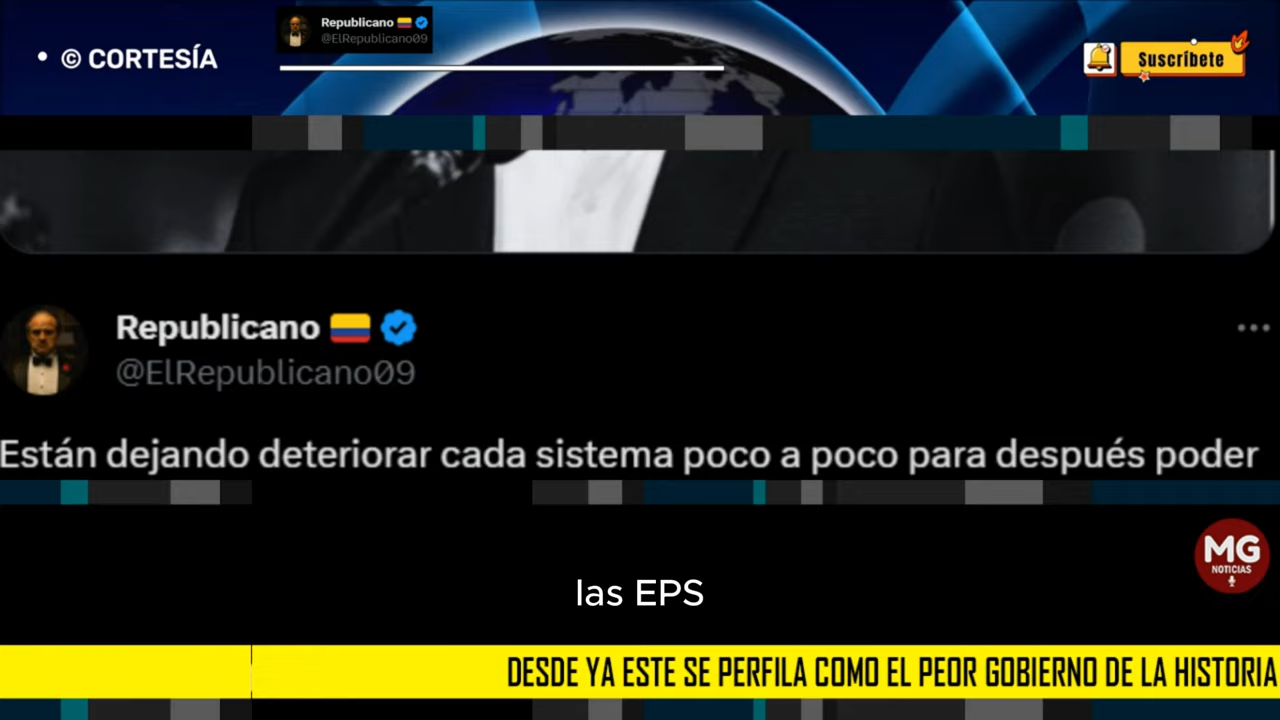 • © CORTESÍA
Republicano
@ElRepublicano09
Suscríbete
Republicano
@ElRepublicano09
Están dejando deteriorar cada sistema poco a poco para después poder
MG
NOTICIAS
las EPS
DESDE YA ESTE SE PERFILA COMO EL PEOR GOBIERNO DE LA HISTORIA